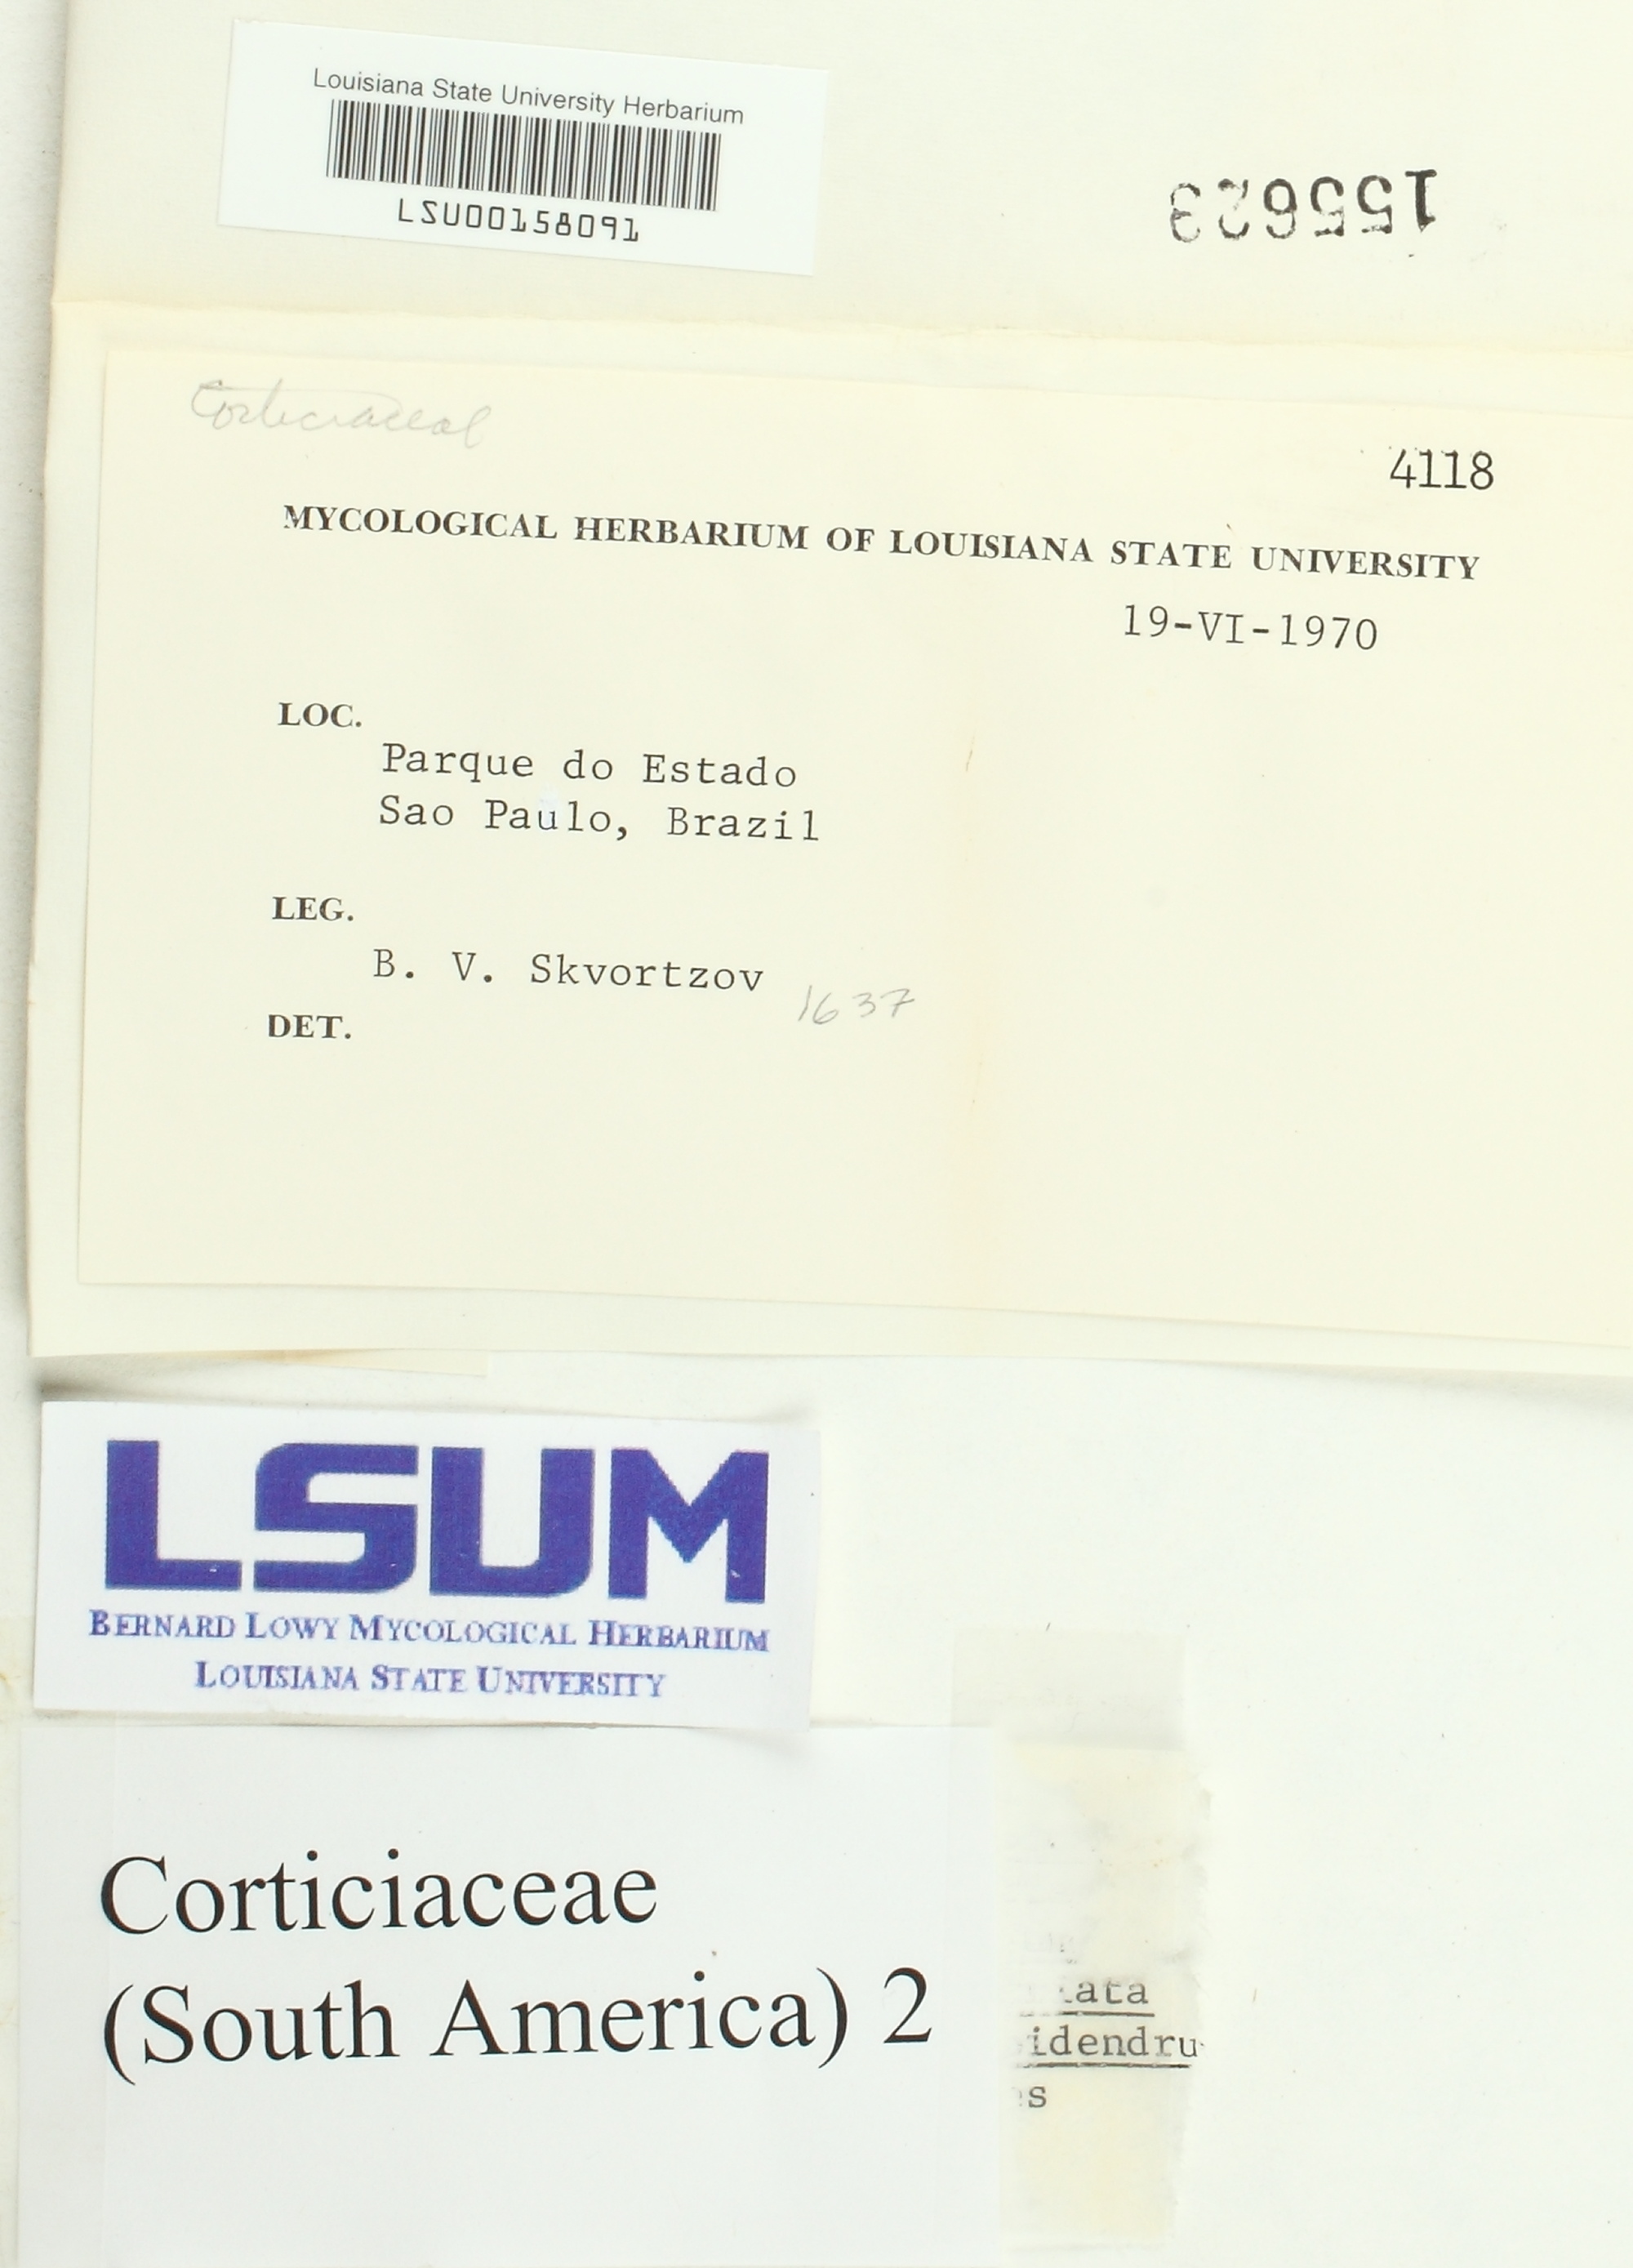 Louisiana State University Herbarium
LSU00158091
155623
Corticiaceae
4118
MYCOLOGICAL HERBARIUM OF LOUISIANA STATE UNIVERSITY
19-VI-1970
LOC.
Parque do Estado
Sao Paulo, Brazil
LEG.
B. V. Skvortzov
1637
DET.
LSUM
BERNARD LOWY MYCOLOGICAL HERBARIUM
LOUISIANA STATE UNIVERSITY
Corticiaceae
(South America) 2
ata
idendru
s